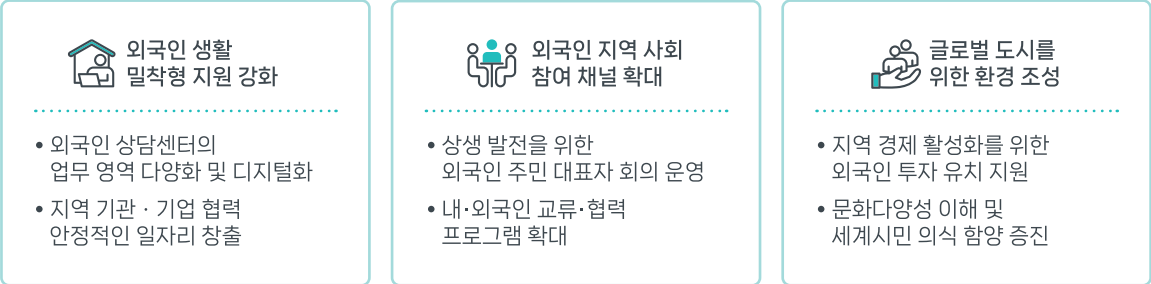 외국인 생활
밀착형 지원 강화
• 외국인 상담센터의
업무 영역 다양화 및 디지털화
• 지역 기관 · 기업 협력
안정적인 일자리 창출
외국인 지역 사회
참여 채널 확대
• 상생 발전을 위한
외국인 주민 대표자 회의 운영
• 내·외국인 교류·협력
프로그램 확대
글로벌 도시를
위한 환경 조성
• 지역 경제 활성화를 위한
외국인 투자 유치 지원
• 문화다양성 이해 및
세계시민 의식 함양 증진